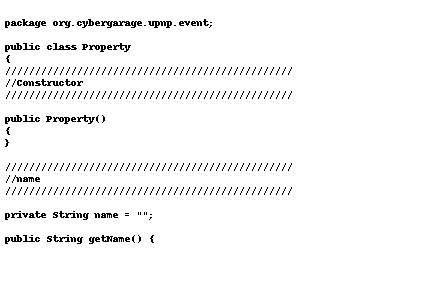 package org.cybergarage.upnp.event;
public class Property
{
////////////////////////////////////////////////
//Constructor
////////////////////////////////////////////////
public Property()
{
}
////////////////////////////////////////////////
//name
////////////////////////////////////////////////
private String name = "";
public String getName() {